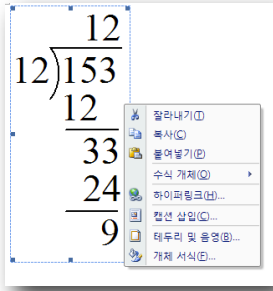 12
12)153
12
33
24
9
잘라내기(T)
복사(C)
붙여넣기(P)
수식 개체(O)
하이퍼링크(H)...
캡션 삽입(C)...
테두리 및 음영(B)...
개체 서식(F)...